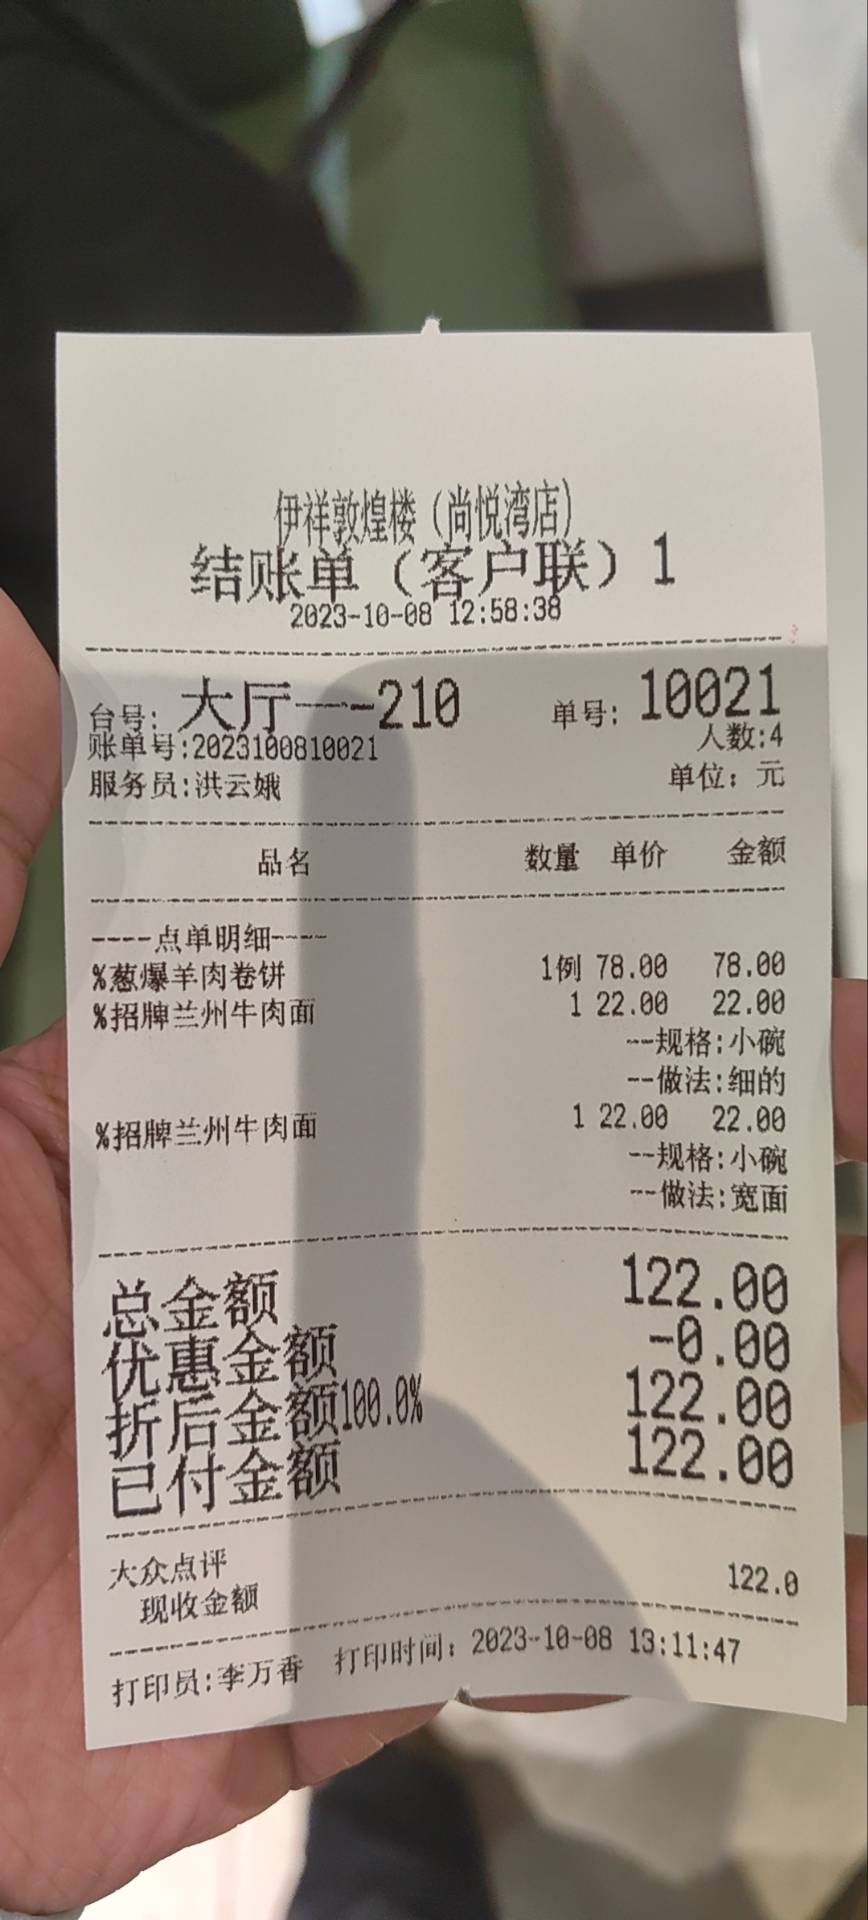 伊祥敦煌楼（尚悦湾店）
结账单（客户联）1
2023-10-08 12:58:38
台号: 大厅一-210 单号: 10021
账单号:2023100810021 人数:4
服务员:洪云娥 单位: 元
品名 数量 单价 金额
----点单明细----
%葱爆羊肉卷饼 1例 78.00 78.00
%招牌兰州牛肉面 1 22.00 22.00
--规格:小碗
--做法:细的
%招牌兰州牛肉面 1 22.00 22.00
--规格:小碗
--做法:宽面
总金额 122.00
优惠金额 -0.00
折后金额100.0% 122.00
已付金额 122.00
大众点评 122.0
现收金额
打印员:李万香 打印时间: 2023-10-08 13:11:47